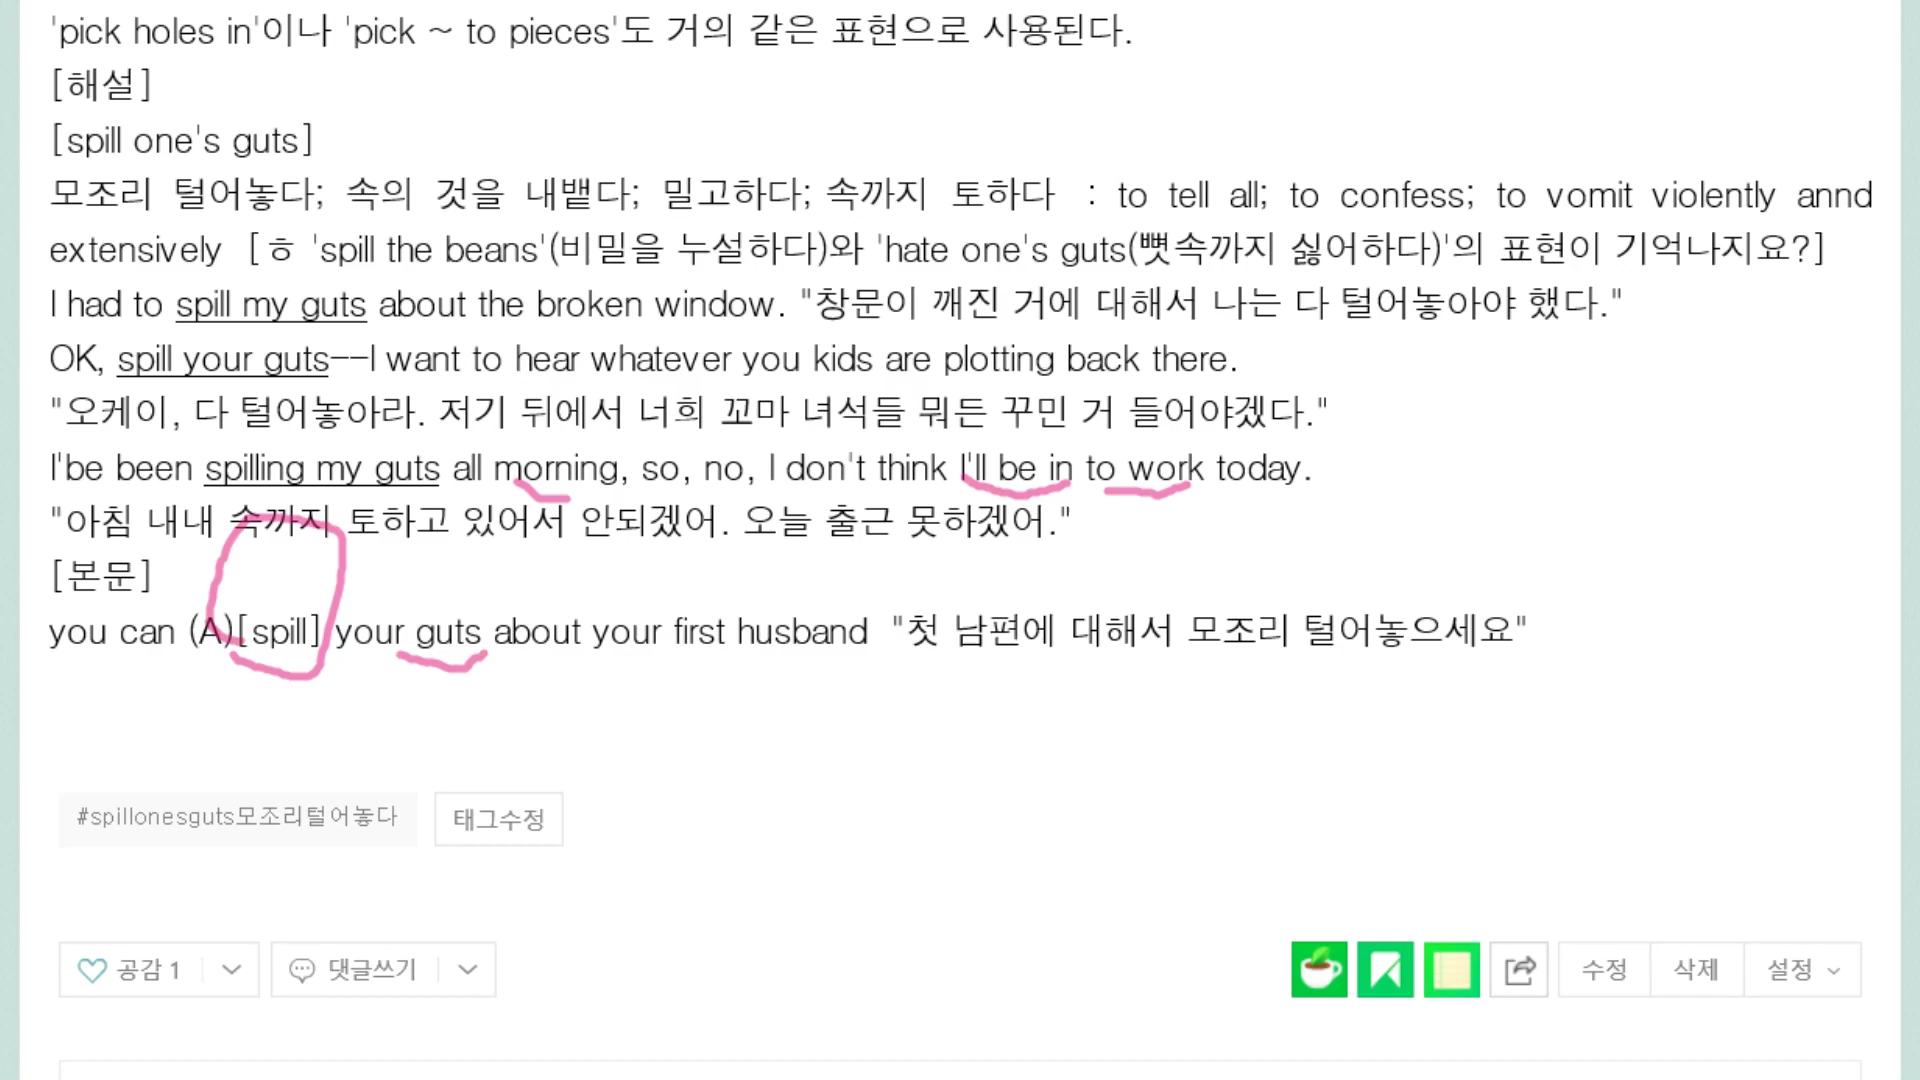 'pick holes in'이나 'pick ~ to pieces'도 거의 같은 표현으로 사용된다.
[해설]
[spill one's guts]
모조리 털어놓다; 속의 것을 내뱉다; 밀고하다; 속까지 토하다 : to tell all; to confess; to vomit violently annd
extensively [ㅎ 'spill the beans'(비밀을 누설하다)와 'hate one's guts(뼛속까지 싫어하다)'의 표현이 기억나지요?]
I had to spill my guts about the broken window. "창문이 깨진 거에 대해서 나는 다 털어놓아야 했다."
OK, spill your guts--I want to hear whatever you kids are plotting back there.
"오케이, 다 털어놓아라. 저기 뒤에서 너희 꼬마 녀석들 뭐든 꾸민 거 들어야겠다."
I'be been spilling my guts all morning, so, no, I don't think I'll be in to work today.
"아침 내내 속까지 토하고 있어서 안되겠어. 오늘 출근 못하겠어."
[본문]
you can (A)[spill] your guts about your first husband "첫 남편에 대해서 모조리 털어놓으세요"
#spillonesguts모조리털어놓다 태그수정
공감 1 댓글쓰기 수정 삭제 설정